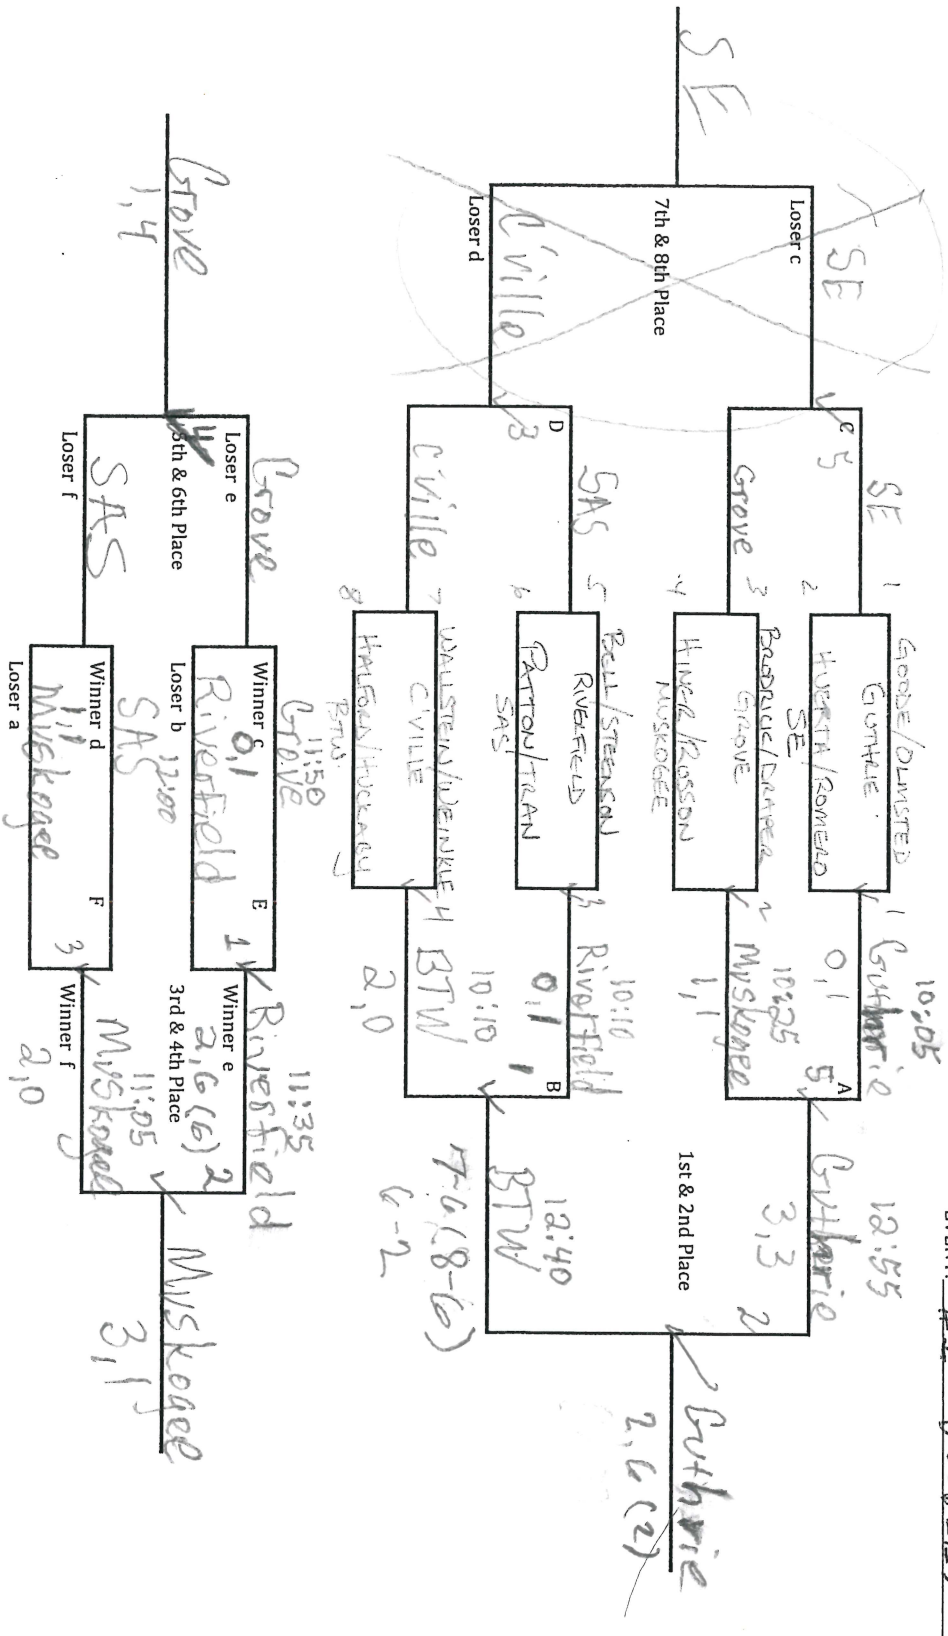 GOODE/OLMSTED
GUTHRIE
HUERTA/ROMERO
SE
BRODRICK/DRAPER
GROVE
HINGR/ROSSON
MUSKOGEE
BELL/STEENSON
RIVERFIELD
PATTON/TRAN
SAS
WALLSTEIN/WEINKLE
C'VILLE
HALFORD/TUCKARY
BTW
1
2
3
4
5
6
7
8
10:05
1 Guthrie
0,1
5
A
10:25
2 Muskogee
1,1
10:10
3 Riverfield
0,1
1
B
10:10
4 BTW
2,0
12:55
Guthrie
3,3
2
1st & 2nd Place
12:40
BTW
7-6(8-6)
6-2
Guthrie
2,6(2)
SE
C 5
Grove
SAS
D
3
C'ville
SE
Loser c
7th & 8th Place
C'ville
Loser d
SE
11:50
Grove
Winner c
0,1
E
Riverfield
1
Loser b
12:00
SAS
Winner d
1,1
F
Muskogee
3
Loser a
11:35
Riverfield
Winner e
2,6(6) 2
3rd & 4th Place
11:05
Muskogee
Winner f
2,0
Muskogee
3,1
Grove
Loser e
4
5th & 6th Place
SAS
Loser f
Grove
1,4